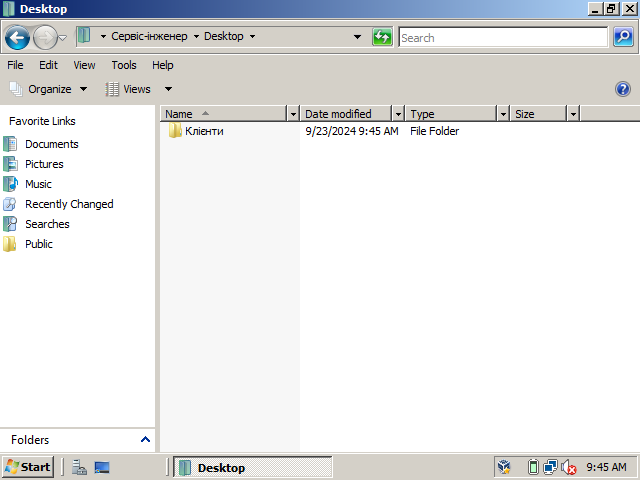 Desktop
Сервіс-інженер Desktop Search
File Edit View Tools Help
Organize Views
Favorite Links
Documents
Pictures
Music
Recently Changed
Searches
Public
Folders
Name Date modified Type Size
Клієнти 9/23/2024 9:45 AM File Folder
Start Desktop 9:45 AM